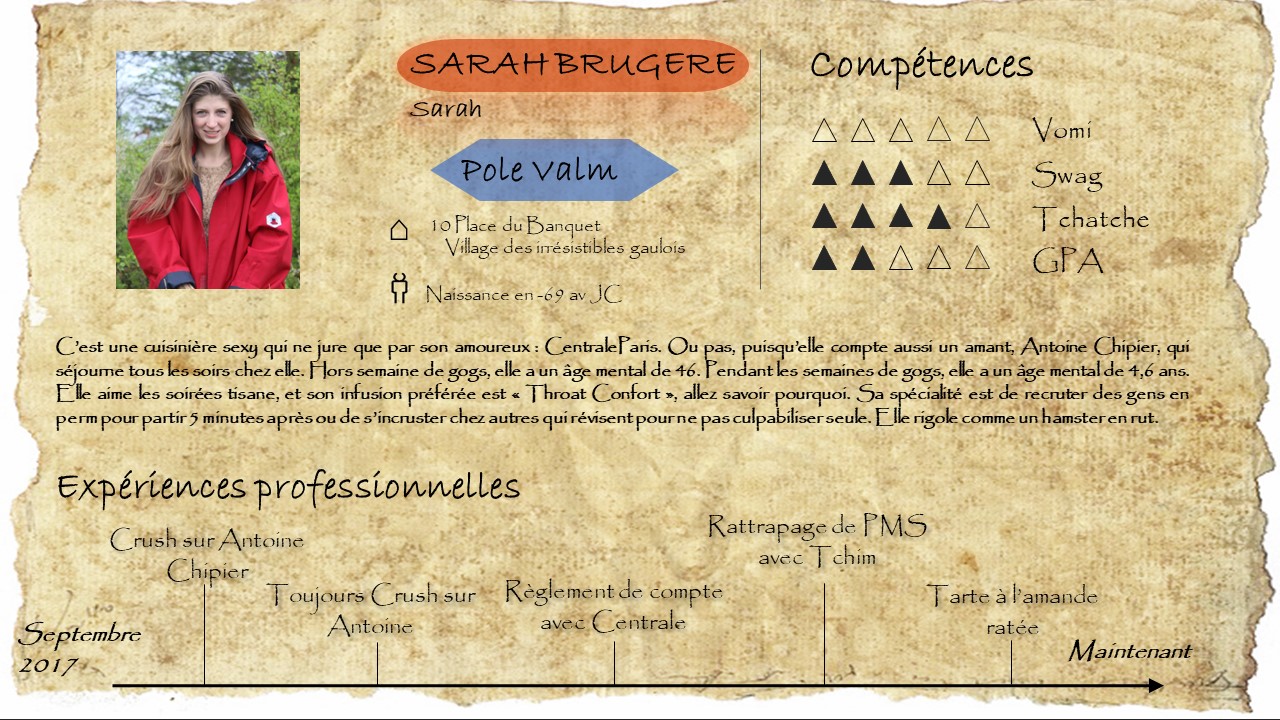 SARAH BRUGERE
Sarah
Pole Valm
10 Place du Banquet
Village des irrésistibles gaulois
Naissance en -69 av JC
Compétences
Vomi
Swag
Tchatche
GPA
C'est une cuisinière sexy qui ne jure que par son amoureux : CentraleParis. Ou pas, puisqu'elle compte aussi un amant, Antoine Chipier, qui
séjourne tous les soirs chez elle. Hors semaine de gogs, elle a un âge mental de 46. Pendant les semaines de gogs, elle a un âge mental de 4,6 ans.
Elle aime les soirées tisane, et son infusion préférée est « Throat Confort », allez savoir pourquoi. Sa spécialité est de recruter des gens en
perm pour partir 5 minutes après ou de s'incruster chez autres qui révisent pour ne pas culpabiliser seule. Elle rigole comme un hamster en rut.
Expériences professionnelles
Septembre
2017
Crush sur Antoine
Chipier
Toujours Crush sur
Antoine
Règlement de compte
avec Centrale
Rattrapage de PMS
avec Tchim
Tarte à l'amande
ratée
Maintenant